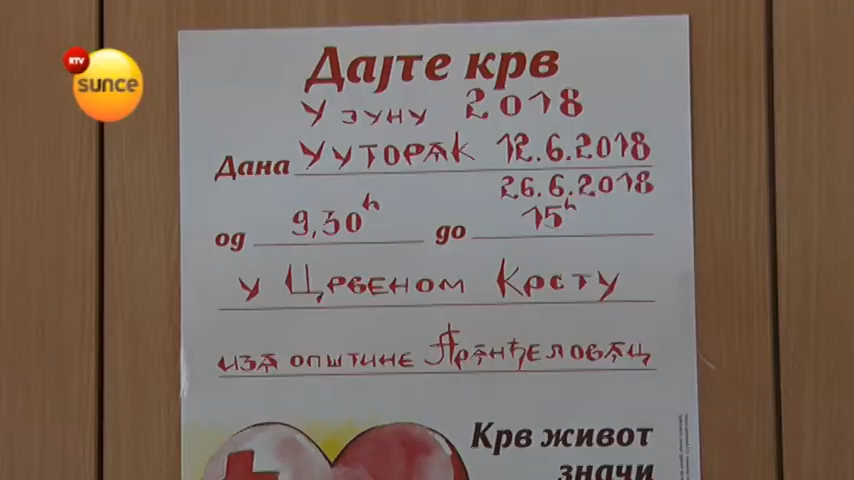 RTV
sunce
Дајте крв
У ЈУНУ 2018
Дана У УТОРАК 12.6.2018
26.6.2018
од 9,30h до 15h
У ЦРВЕНОМ КРСТУ
ИЗА ОПШТИНЕ АРАНЂЕЛОВАЦ
Крв живот
значи